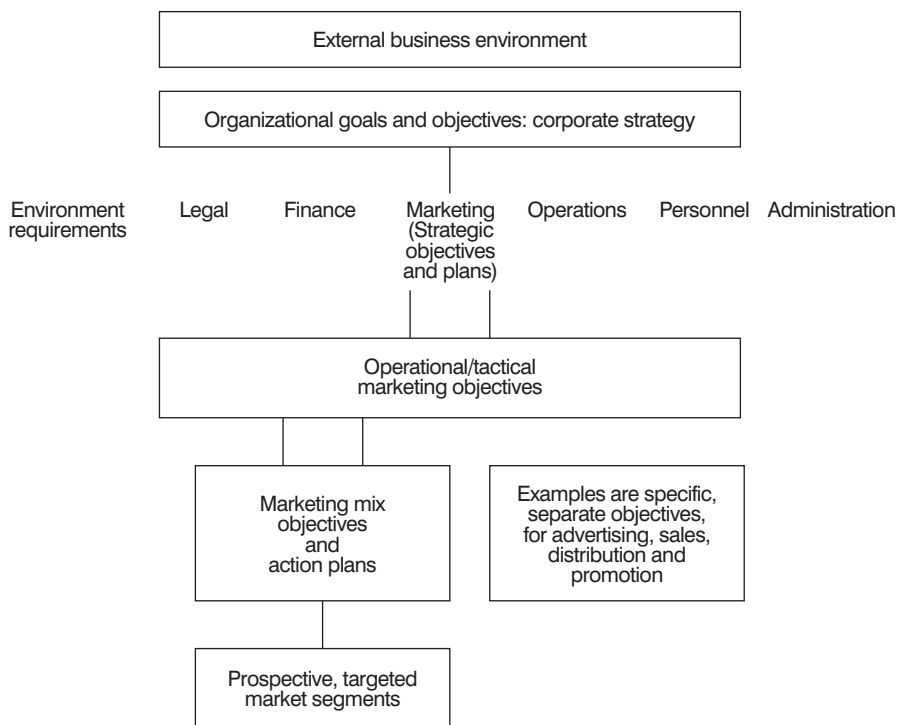 External business environment
Organizational goals and objectives: corporate strategy
Environment
requirements
Legal
Finance
Marketing
(Strategic
objectives
and plans)
Operations
Personnel
Administration
Operational/tactical
marketing objectives
Marketing mix
objectives
and
action plans
Examples are specific,
separate objectives,
for advertising, sales,
distribution and
promotion
Prospective, targeted
market segments